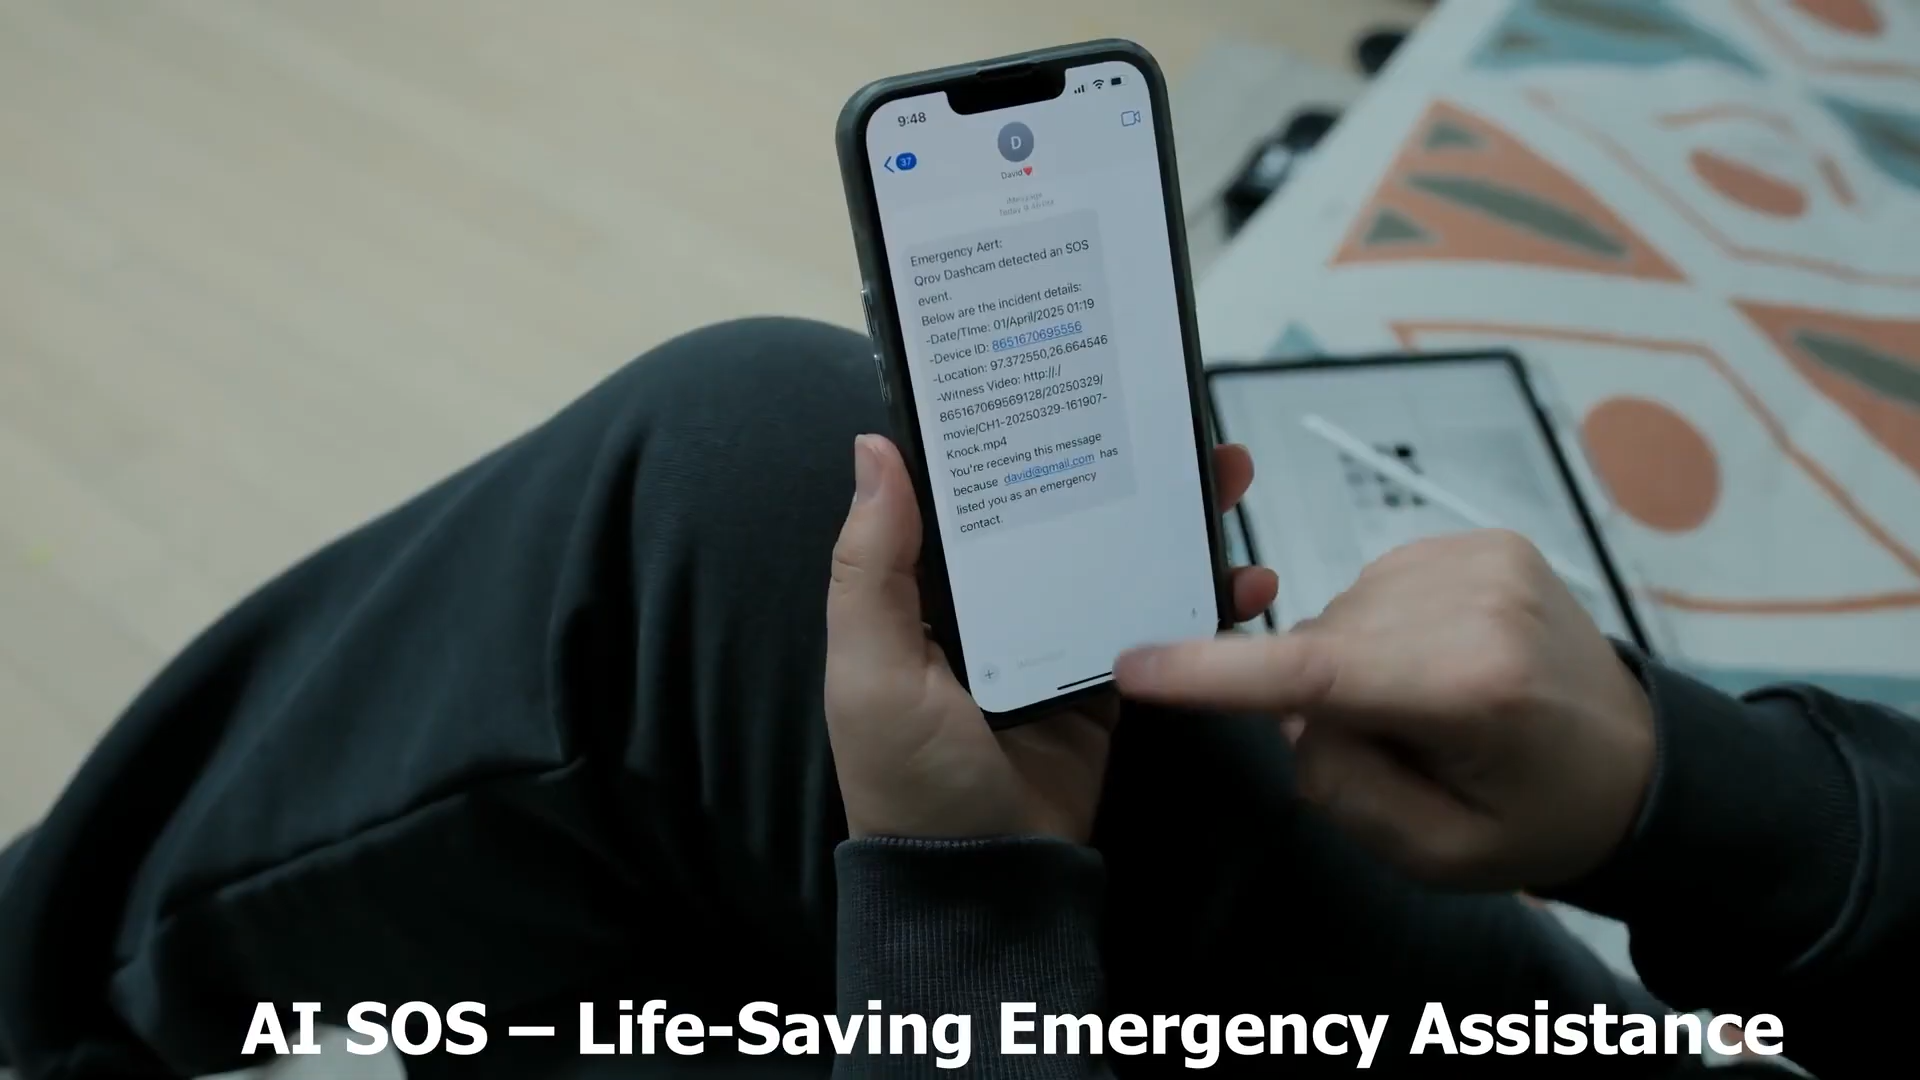 9:48
37
D
David❤️
iMessage
Emergency Aert:
Qrov Dashcam detected an SOS
event.
Below are the incident details:
-Date/TIme: 01/April/2025 01:19
-Device ID: 8651670695556
-Location: 97.372550,26.664546
-Witness Video: http://./
865167069569128/20250329/
movie/CH1-20250329-161907-
Knock.mp4
You're receving this message
because david@gmail.com has
listed you as an emergency
contact.
AI SOS – Life-Saving Emergency Assistance